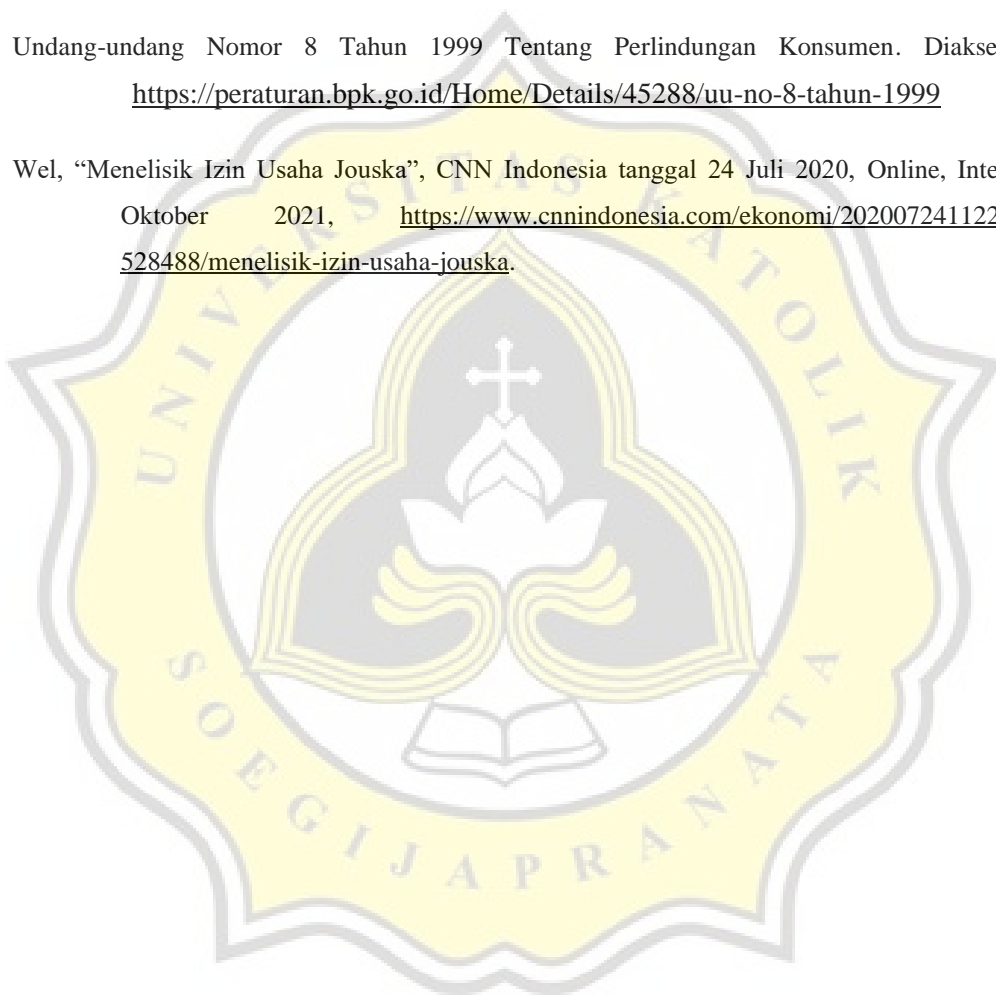 Undang-undang Nomor 8 Tahun 1999 Tentang Perlindungan Konsumen. Diakse
https://peraturan.bpk.go.id/Home/Details/45288/uu-no-8-tahun-1999
Wel, “Menelisik Izin Usaha Jouska”, CNN Indonesia tanggal 24 Juli 2020, Online, Inte
Oktober 2021, https://www.cnnindonesia.com/ekonomi/202007241122
528488/menelisik-izin-usaha-jouska.
UNIVERSITAS KATOLIK
SOEGIJAPRANATA